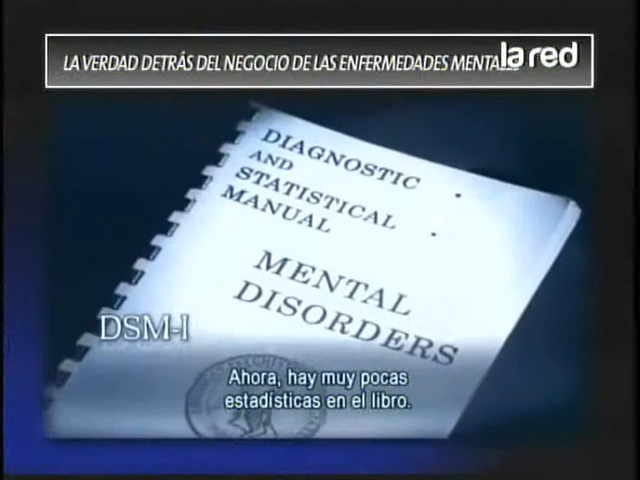 LA VERDAD DETRÁS DEL NEGOCIO DE LAS ENFERMEDADES
la red
DIAGNOSTIC
AND
STATISTICAL
MANUAL
MENTAL
DISORDERS
DSM-I
Ahora, hay muy pocas
estadísticas en el libro.